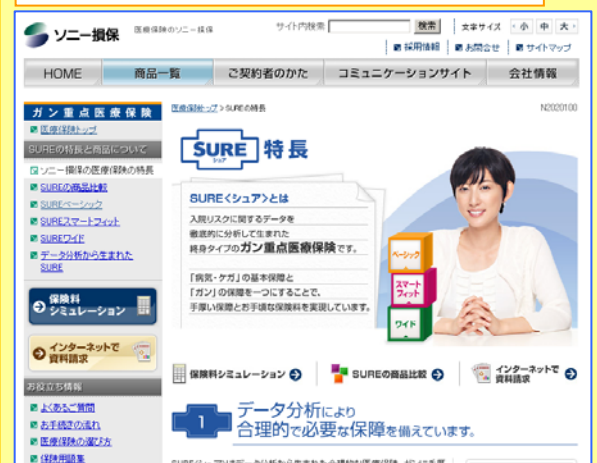 ソニー損保
医療保険のソニー損保
サイト内検索
検索
文字サイズ
小 中 大
採用情報
お問合せ
サイトマップ
HOME
商品一覧
ご契約者のかた
コミュニケーションサイト
会社情報
ガン重点医療保険
医療保険トップ
SUREの特長と商品について
ソニー損保の医療保険の特長
SUREの商品比較
SUREベーシック
SUREスマートフィット
SUREワイド
データ分析から生まれた
SURE
保険料
シミュレーション
インターネットで
資料請求
お役立ち情報
よくあるご質問
お手続きの流れ
医療保険の選び方
保険用語集
医療保険トップ > SUREの特長
N2020100
SURE
シュア
特長
SURE<シュア>とは
入院リスクに関するデータを
徹底的に分析して生まれた
終身タイプのガン重点医療保険です。
「病気・ケガ」の基本保障と
「ガン」の保障を一つにすることで、
手厚い保障とお手頃な保険料を実現しています。
ベーシック
スマート
フィット
ワイド
保険料シミュレーション
SUREの商品比較
インターネットで
資料請求
1
データ分析により
合理的で必要な保障を備えています。